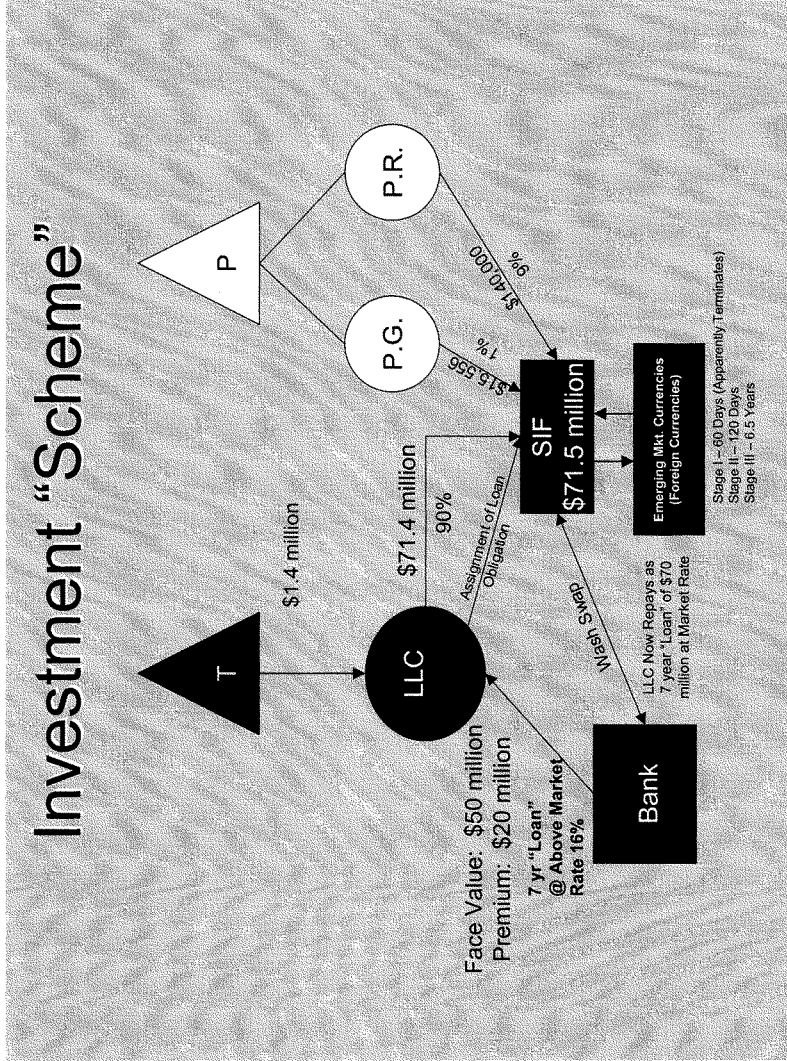 Investment “Scheme”
T
P
$1.4 million
LLC
P.G.
P.R.
$71.4 million
90%
$15,556
1%
$140,000
9%
Face Value: $50 million
Premium: $20 million
7 yr “Loan”
@ Above Market
Rate 16%
Assignment of Loan
Obligation
SIF
$71.5 million
Wash Swap
Bank
LLC Now Repays as
7 year “Loan” of $70
million at Market Rate
Emerging Mkt. Currencies
(Foreign Currencies)
Stage I – 60 Days (Apparently Terminates)
Stage II – 120 Days
Stage III – 6.5 Years